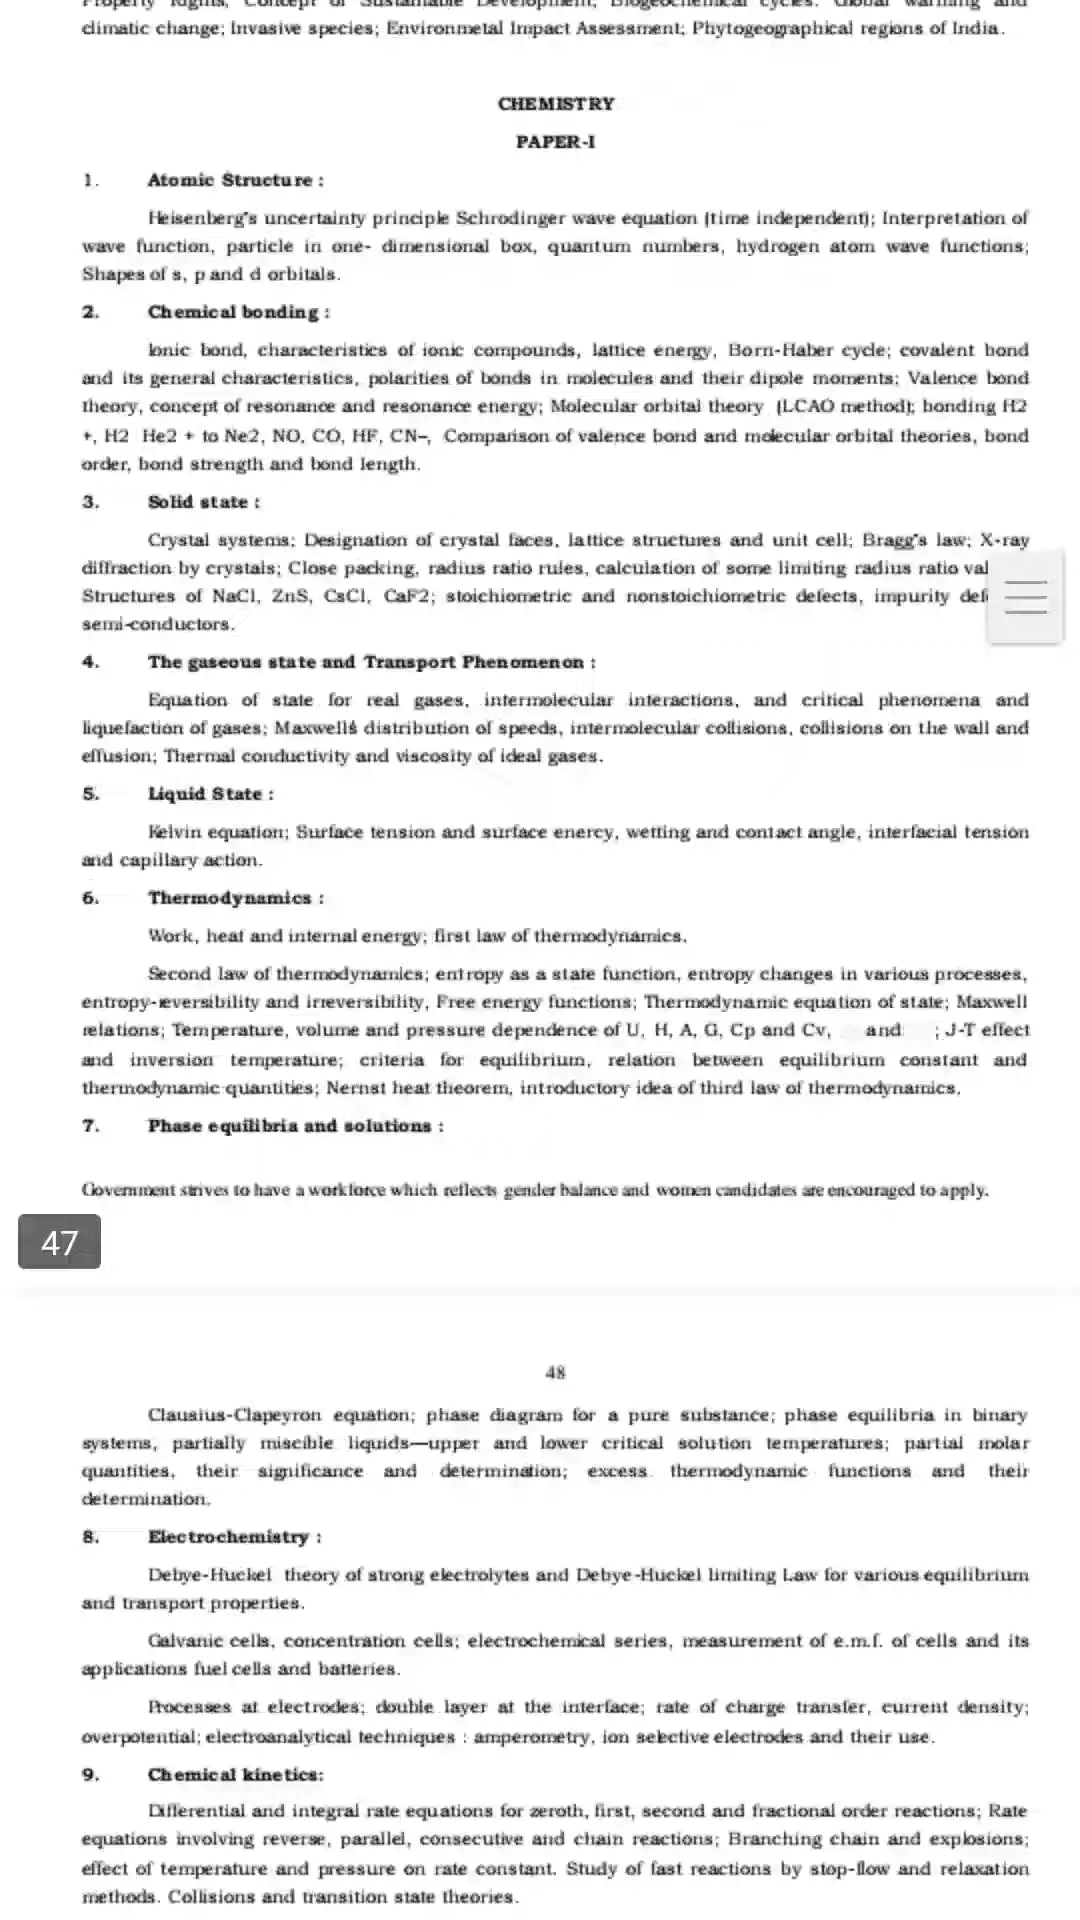 climatic change; Invasive species; Environmetal Impact Assessment; Phytogeographical regions of India.
CHEMISTRY
PAPER-I
1. Atomic Structure :
Heisenberg's uncertainty principle Schrodinger wave equation (time independent); Interpretation of
wave function, particle in one- dimensional box, quantum numbers, hydrogen atom wave functions;
Shapes of s, p and d orbitals.
2. Chemical bonding :
Ionic bond, characteristics of ionic compounds, lattice energy, Born-Haber cycle; covalent bond
and its general characteristics, polarities of bonds in molecules and their dipole moments; Valence bond
theory, concept of resonance and resonance energy; Molecular orbital theory (LCAO method); bonding H2
+, H2 He2 + to Ne2, NO, CO, HF, CN–, Comparison of valence bond and molecular orbital theories, bond
order, bond strength and bond length.
3. Solid state :
Crystal systems; Designation of crystal faces, lattice structures and unit cell; Bragg's law; X-ray
diffraction by crystals; Close packing, radius ratio rules, calculation of some limiting radius ratio val
Structures of NaCl, ZnS, CsCl, CaF2; stoichiometric and nonstoichiometric defects, impurity def
semi-conductors.
4. The gaseous state and Transport Phenomenon :
Equation of state for real gases, intermolecular interactions, and critical phenomena and
liquefaction of gases; Maxwell's distribution of speeds, intermolecular collisions, collisions on the wall and
effusion; Thermal conductivity and viscosity of ideal gases.
5. Liquid State :
Kelvin equation; Surface tension and surface enercy, wetting and contact angle, interfacial tension
and capillary action.
6. Thermodynamics :
Work, heat and internal energy; first law of thermodynamics.
Second law of thermodynamics; entropy as a state function, entropy changes in various processes,
entropy-reversibility and irreversibility, Free energy functions; Thermodynamic equation of state; Maxwell
relations; Temperature, volume and pressure dependence of U, H, A, G, Cp and Cv, and ; J-T effect
and inversion temperature; criteria for equilibrium, relation between equilibrium constant and
thermodynamic quantities; Nernst heat theorem, introductory idea of third law of thermodynamics.
7. Phase equilibria and solutions :
Government strives to have a workforce which reflects gender balance and women candidates are encouraged to apply.
47
48
Clausius-Clapeyron equation; phase diagram for a pure substance; phase equilibria in binary
systems, partially miscible liquids—upper and lower critical solution temperatures; partial molar
quantities, their significance and determination; excess thermodynamic functions and their
determination.
8. Electrochemistry :
Debye-Huckel theory of strong electrolytes and Debye-Huckel limiting Law for various equilibrium
and transport properties.
Galvanic cells, concentration cells; electrochemical series, measurement of e.m.f. of cells and its
applications fuel cells and batteries.
Processes at electrodes; double layer at the interface; rate of charge transfer, current density;
overpotential; electroanalytical techniques : amperometry, ion selective electrodes and their use.
9. Chemical kinetics:
Differential and integral rate equations for zeroth, first, second and fractional order reactions; Rate
equations involving reverse, parallel, consecutive and chain reactions; Branching chain and explosions;
effect of temperature and pressure on rate constant. Study of fast reactions by stop-flow and relaxation
methods. Collisions and transition state theories.